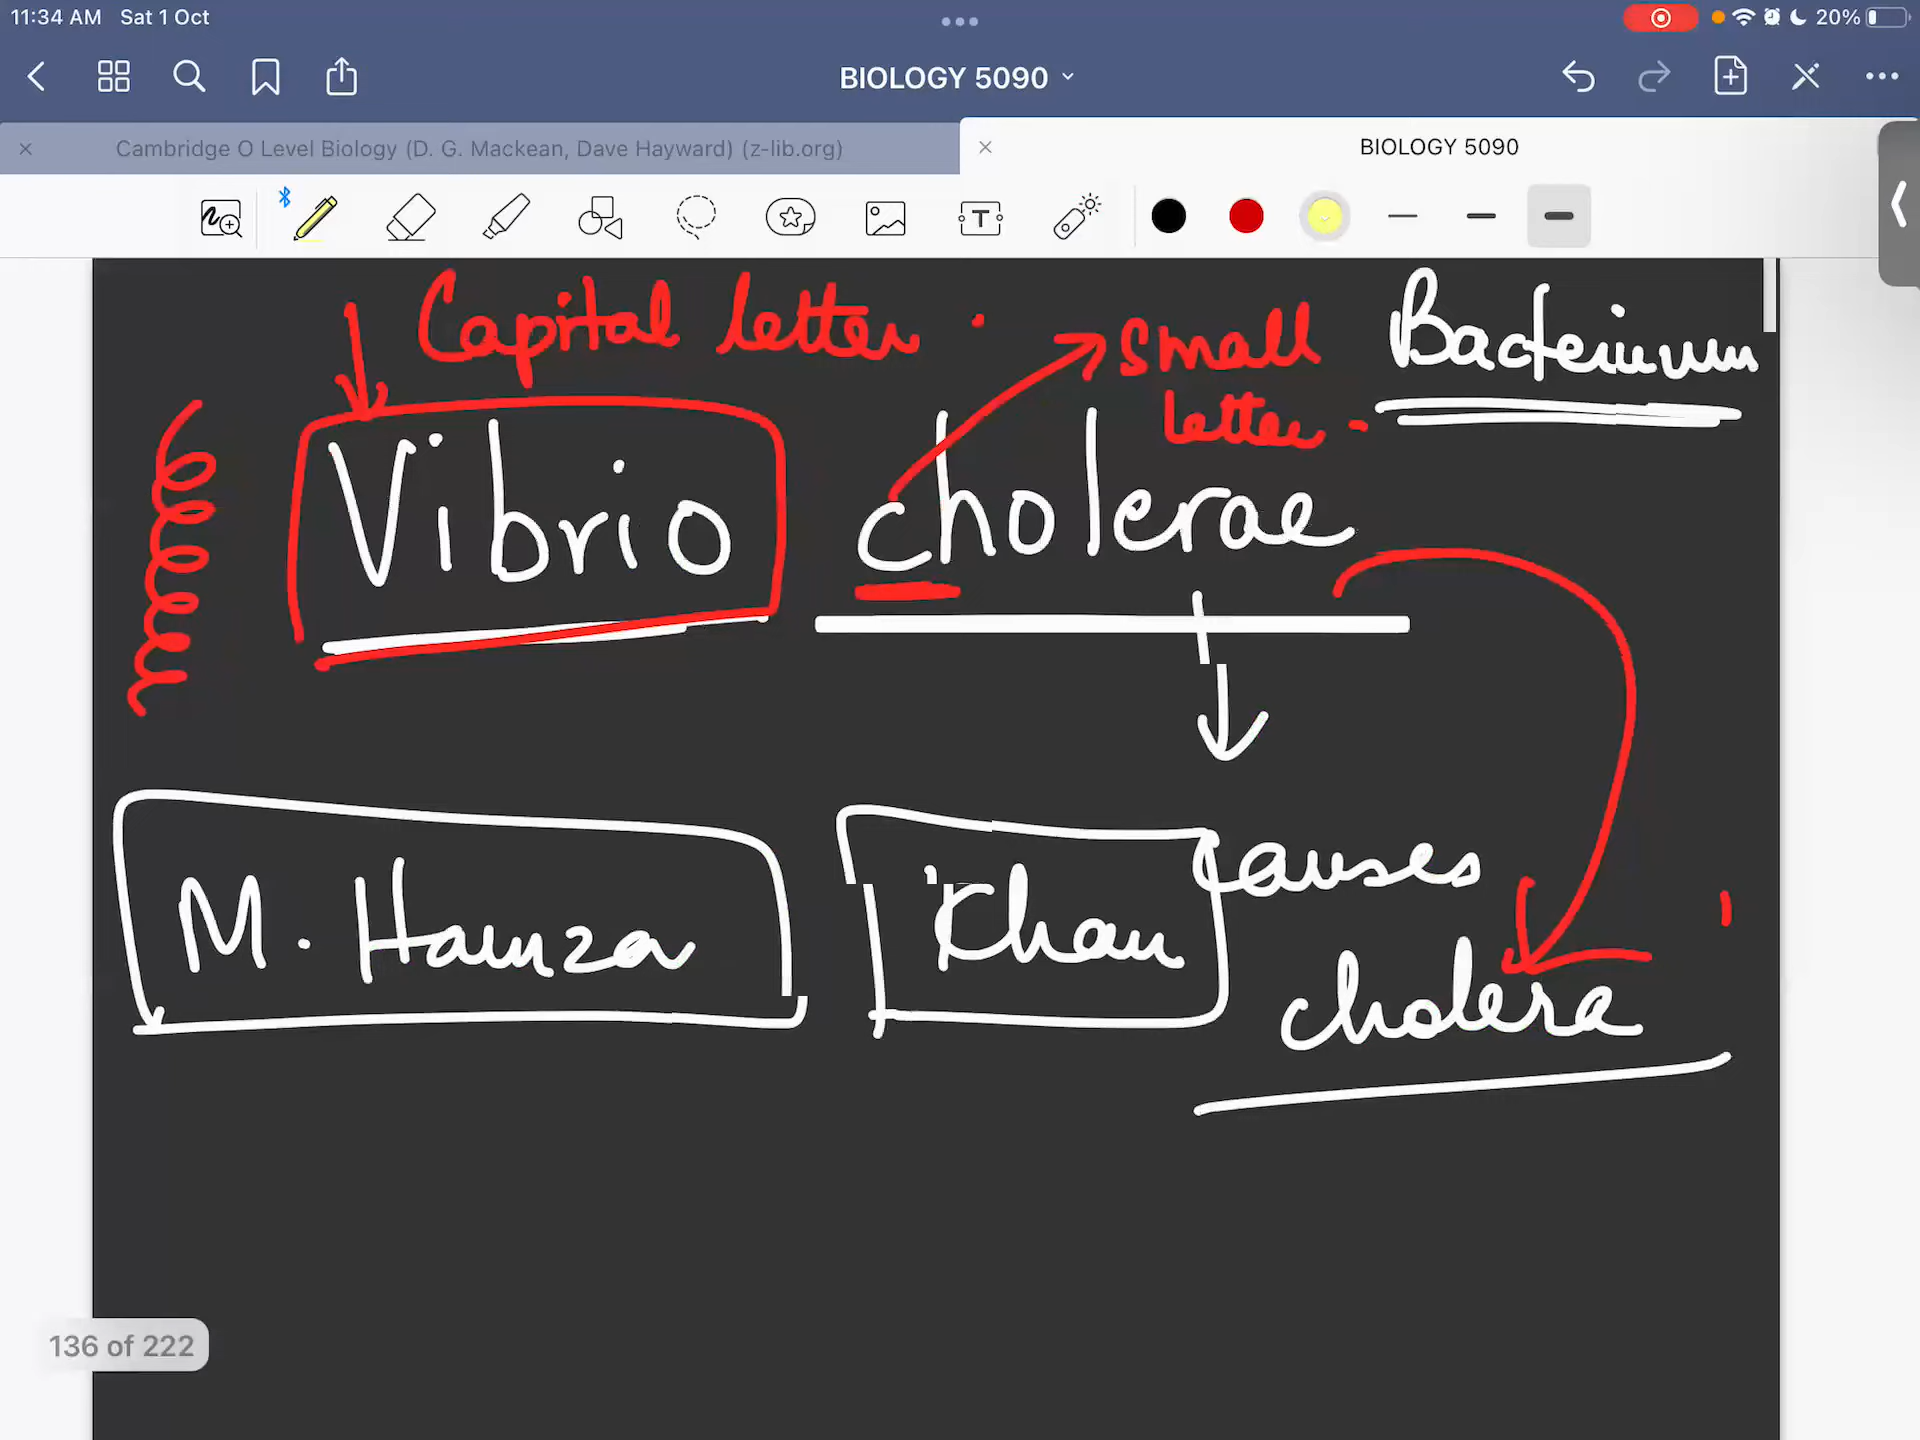 11:34 AM Sat 1 Oct
20%
BIOLOGY 5090
Cambridge O Level Biology (D. G. Mackean, Dave Hayward) (z-lib.org)
BIOLOGY 5090
T
Capital letter.
small letter.
Bacterium
Vibrio cholerae
M. Hamza
Khan
causes
cholera
136 of 222